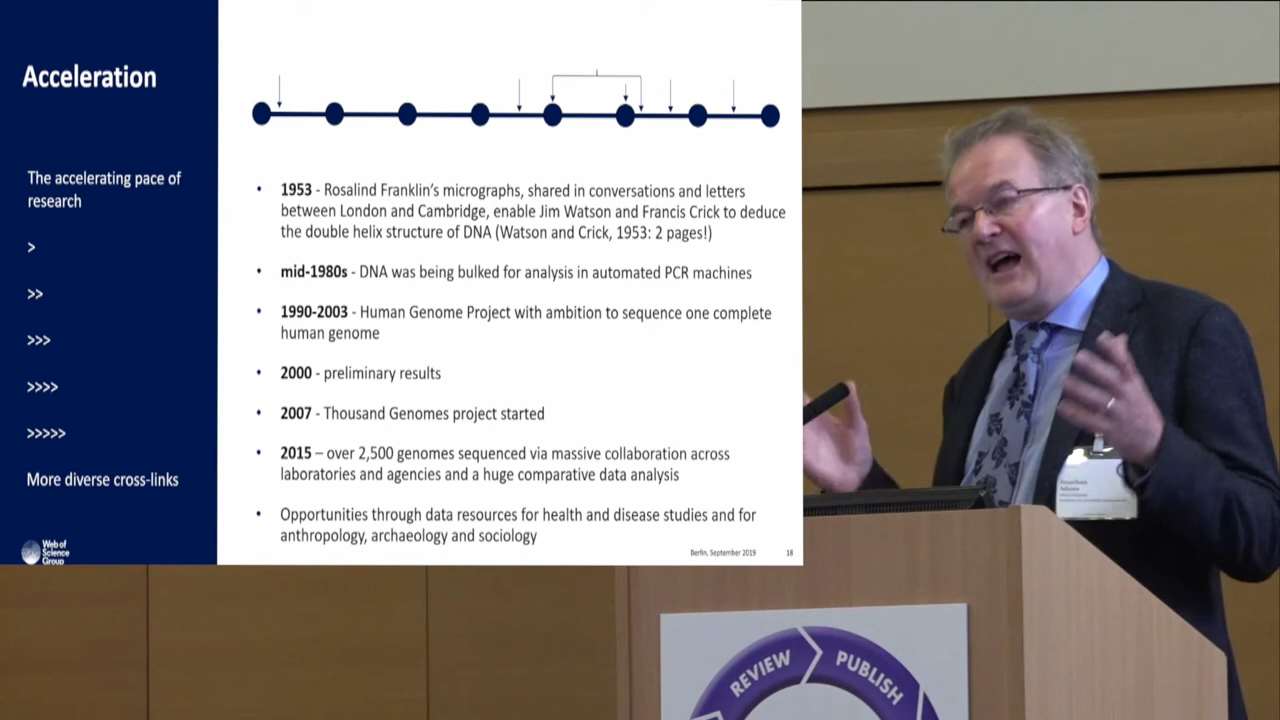 Acceleration
The accelerating pace of
research
>
>>
>>>
>>>>
>>>>>
More diverse cross-links
Web of
Science
Group
• 1953 - Rosalind Franklin's micrographs, shared in conversations and letters
between London and Cambridge, enable Jim Watson and Francis Crick to deduce
the double helix structure of DNA (Watson and Crick, 1953: 2 pages!)
• mid-1980s - DNA was being bulked for analysis in automated PCR machines
• 1990-2003 - Human Genome Project with ambition to sequence one complete
human genome
• 2000 - preliminary results
• 2007 - Thousand Genomes project started
• 2015 – over 2,500 genomes sequenced via massive collaboration across
laboratories and agencies and a huge comparative data analysis
• Opportunities through data resources for health and disease studies and for
anthropology, archaeology and sociology
Berlin, September 2019 18
REVIEW
PUBLISH